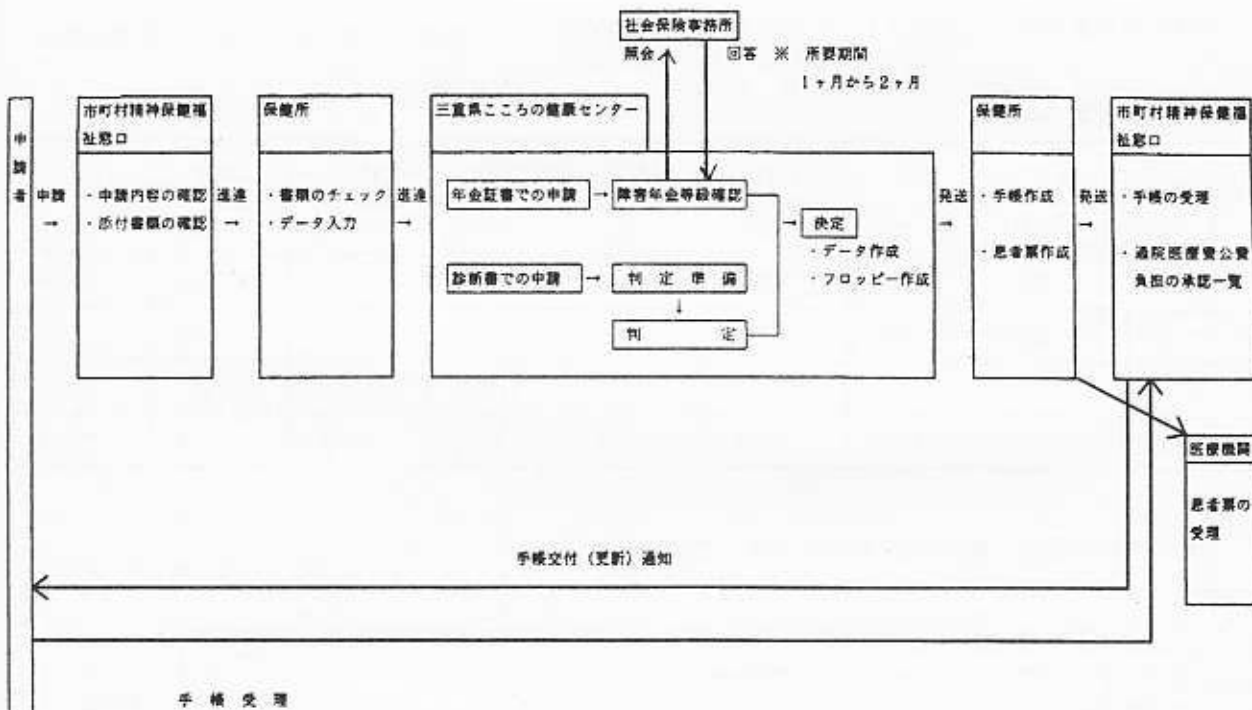 社会保険事務所
照会
回答 ※ 所要期間
1ヶ月から2ヶ月
申請者
申請
→
市町村精神保健福
祉窓口
・申請内容の確認
・添付書類の確認
進達
→
保健所
・書類のチェック
・データ入力
進達
→
三重県こころの健康センター
年金証書での申請
→
障害年金等級確認
診断書での申請
→
判定準備
↓
判定
→
決定
・データ作成
・フロッピー作成
発送
→
保健所
・手帳作成
・患者票作成
発送
→
市町村精神保健福
祉窓口
・手帳の受理
・通院医療費公費
負担の承認一覧
医療機関
患者票の
受理
手帳交付（更新）通知
手帳受理